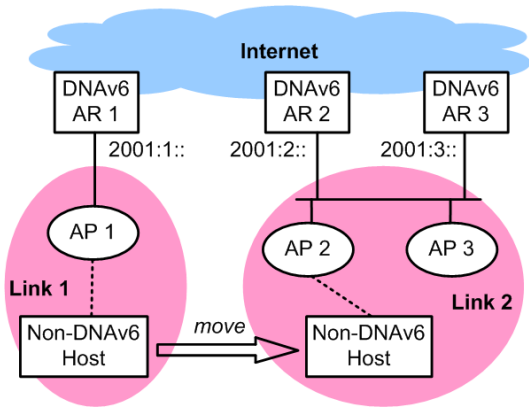 Internet
DNAv6
AR 1
DNAv6
AR 2
DNAv6
AR 3
2001:1::
2001:2::
2001:3::
AP 1
AP 2
AP 3
Link 1
Link 2
Non-DNAv6
Host
move
Non-DNAv6
Host